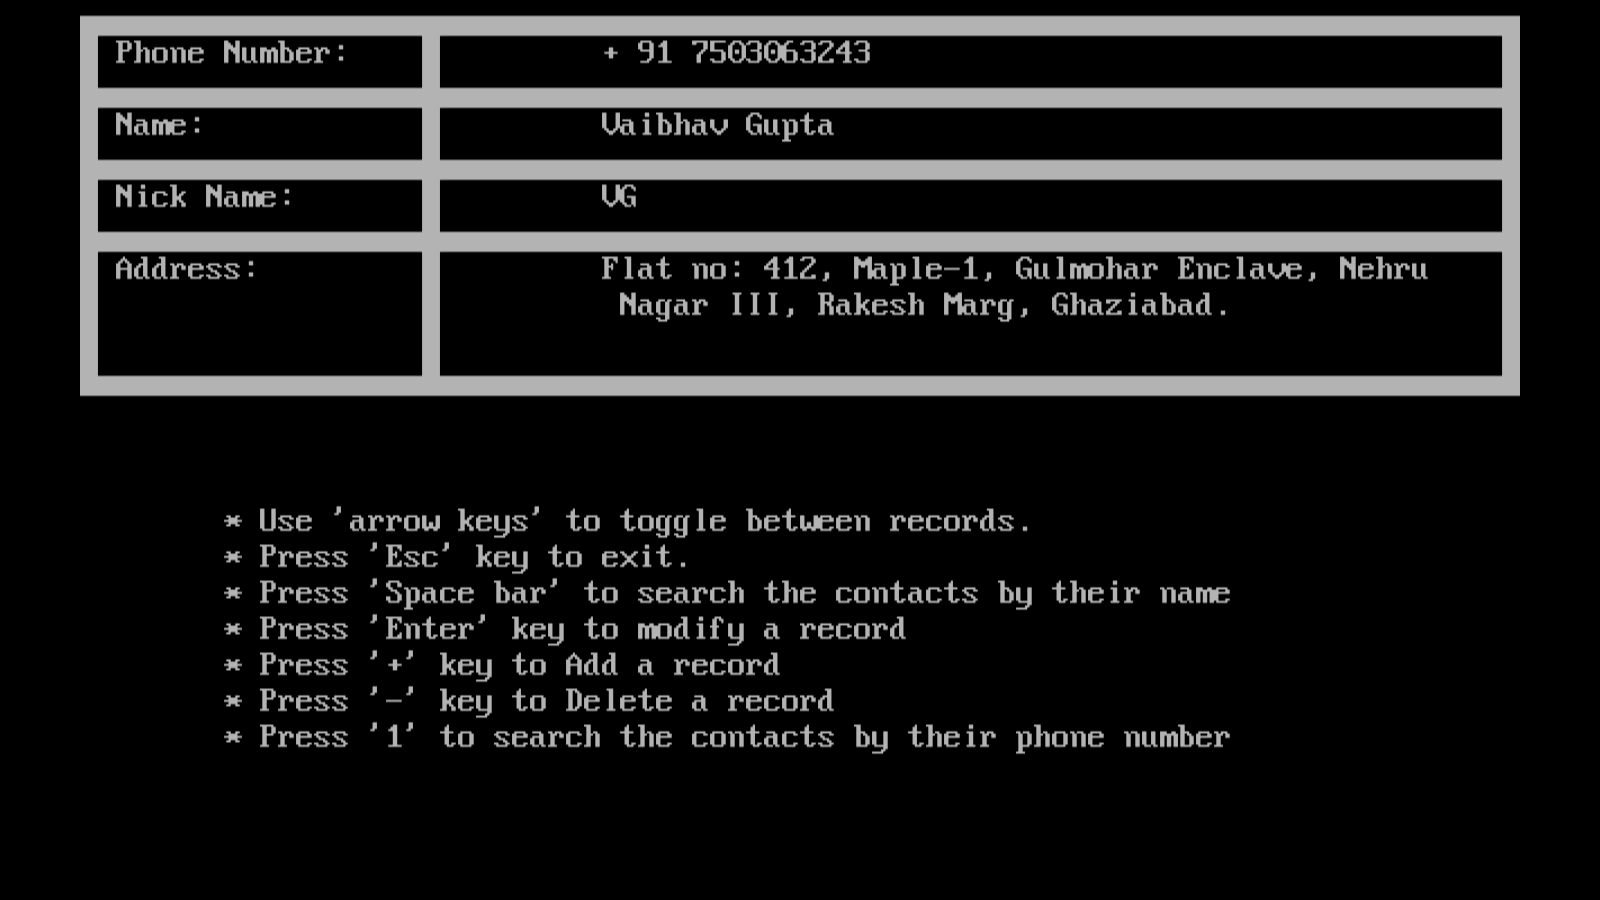 Phone Number: + 91 7503063243
Name: Vaibhav Gupta
Nick Name: VG
Address: Flat no: 412, Maple-1, Gulmohar Enclave, Nehru
Nagar III, Rakesh Marg, Ghaziabad.
* Use 'arrow keys' to toggle between records.
* Press 'Esc' key to exit.
* Press 'Space bar' to search the contacts by their name
* Press 'Enter' key to modify a record
* Press '+' key to Add a record
* Press '-' key to Delete a record
* Press '1' to search the contacts by their phone number